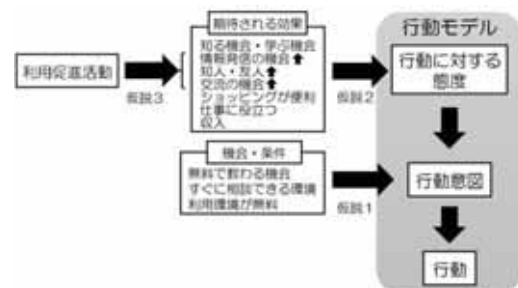 期待される効果
知る機会・学ぶ機会
情報発信の機会↑
知人・友人↑
交流の機会↑
ショッピングが便利
仕事に役立つ
収入
利用促進活動
仮説3.
仮説2.
機会・条件
無料で教わる機会
すぐに相談できる環境
利用環境が無料
仮説1
行動モデル
行動に対する
態度
行動意図
行動